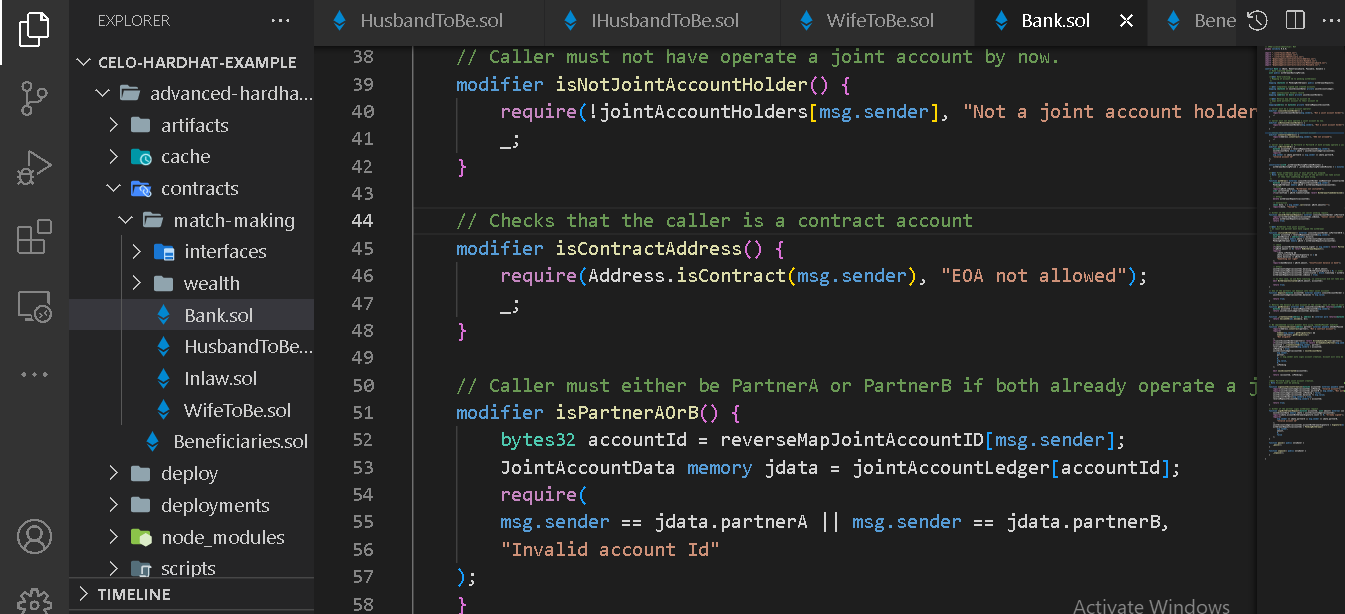 EXPLORER
CELO-HARDHAT-EXAMPLE
advanced-hardha...
artifacts
cache
contracts
match-making
interfaces
wealth
Bank.sol
HusbandToBe...
Inlaw.sol
WifeToBe.sol
Beneficiaries.sol
deploy
deployments
node_modules
scripts
TIMELINE
HusbandToBe.sol IHusbandToBe.sol WifeToBe.sol Bank.sol Bene
38 // Caller must not have operate a joint account by now.
39 modifier isNotJointAccountHolder() {
40 require(!jointAccountHolders[msg.sender], "Not a joint account holder
41 _;
42 }
43
44 // Checks that the caller is a contract account
45 modifier isContractAddress() {
46 require(Address.isContract(msg.sender), "EOA not allowed");
47 _;
48 }
49
50 // Caller must either be PartnerA or PartnerB if both already operate a j
51 modifier isPartnerAOrB() {
52 bytes32 accountId = reverseMapJointAccountID[msg.sender];
53 JointAccountData memory jdata = jointAccountLedger[accountId];
54 require(
55 msg.sender == jdata.partnerA || msg.sender == jdata.partnerB,
56 "Invalid account Id"
57 );
58 }
Activate Windows